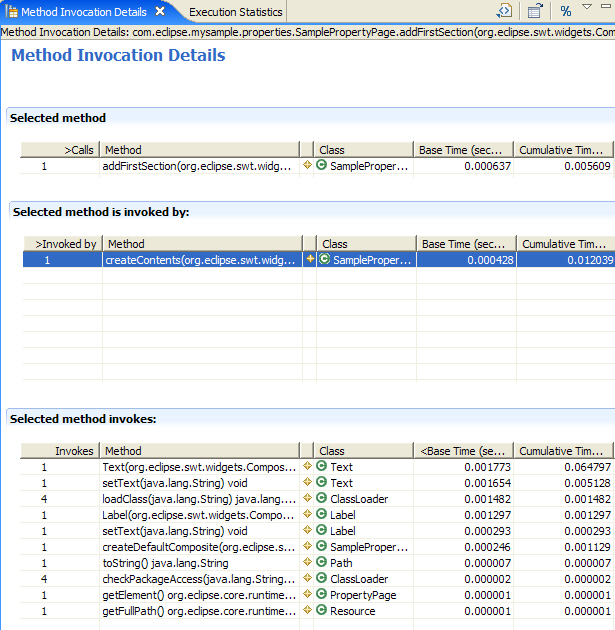 Method Invocation Details Execution Statistics
Method Invocation Details: com.eclipse.mysample.properties.SamplePropertyPage.addFirstSection(org.eclipse.swt.widgets.Com
Method Invocation Details
Selected method
>Calls Method Class Base Time (sec... Cumulative Tim...
1 addFirstSection(org.eclipse.swt.widg... C SampleProper... 0.000637 0.005609
Selected method is invoked by:
>Invoked by Method Class Base Time (sec... Cumulative Tim...
1 createContents(org.eclipse.swt.widg... C SampleProper... 0.000428 0.012039
Selected method invokes:
Invokes Method Class <Base Time (se... Cumulative Tim...
1 Text(org.eclipse.swt.widgets.Compos... C Text 0.001773 0.064797
1 setText(java.lang.String) void C Text 0.001654 0.005128
4 loadClass(java.lang.String) java.lang.... C ClassLoader 0.001482 0.001482
1 Label(org.eclipse.swt.widgets.Compo... C Label 0.001297 0.001297
1 setText(java.lang.String) void C Label 0.000293 0.000293
1 createDefaultComposite(org.eclipse.s... C SampleProper... 0.000246 0.001129
1 toString() java.lang.String C Path 0.000007 0.000007
4 checkPackageAccess(java.lang.String... C ClassLoader 0.000002 0.000002
1 getElement() org.eclipse.core.runtime... C PropertyPage 0.000001 0.000001
1 getFullPath() org.eclipse.core.runtime... C Resource 0.000001 0.000001